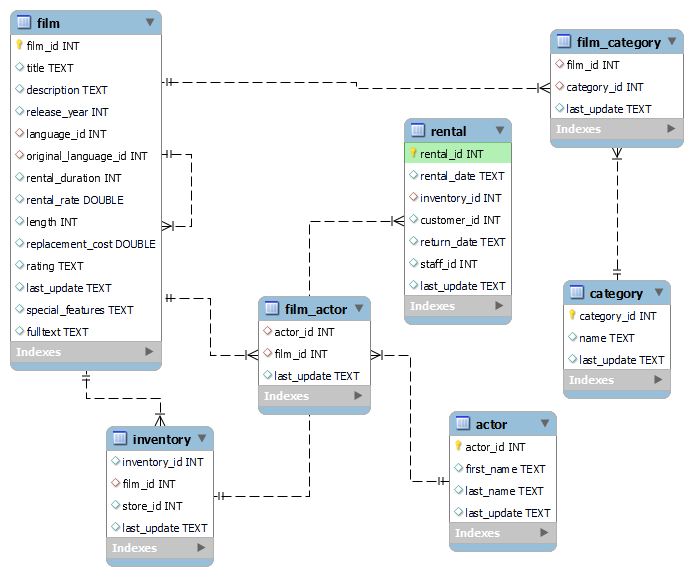 film
film_id INT
title TEXT
description TEXT
release_year INT
language_id INT
original_language_id INT
rental_duration INT
rental_rate DOUBLE
length INT
replacement_cost DOUBLE
rating TEXT
last_update TEXT
special_features TEXT
fulltext TEXT
Indexes
film_category
film_id INT
category_id INT
last_update TEXT
Indexes
rental
rental_id INT
rental_date TEXT
inventory_id INT
customer_id INT
return_date TEXT
staff_id INT
last_update TEXT
Indexes
category
category_id INT
name TEXT
last_update TEXT
Indexes
film_actor
actor_id INT
film_id INT
last_update TEXT
Indexes
actor
actor_id INT
first_name TEXT
last_name TEXT
last_update TEXT
Indexes
inventory
inventory_id INT
film_id INT
store_id INT
last_update TEXT
Indexes